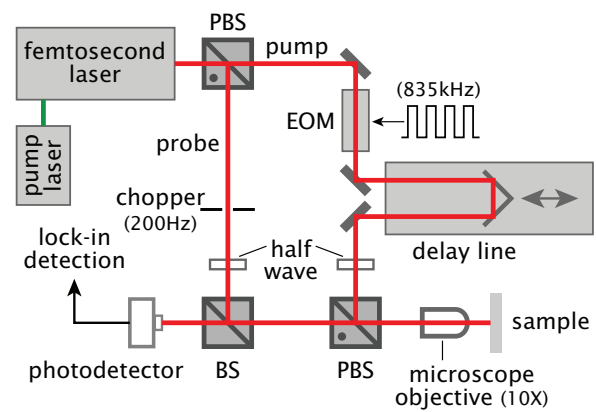 PBS
femtosecond
laser
pump
(835kHz)
EOM
pump
laser
probe
chopper
(200Hz)
lock-in
detection
half
wave
delay line
sample
photodetector
BS
PBS
microscope
objective (10X)